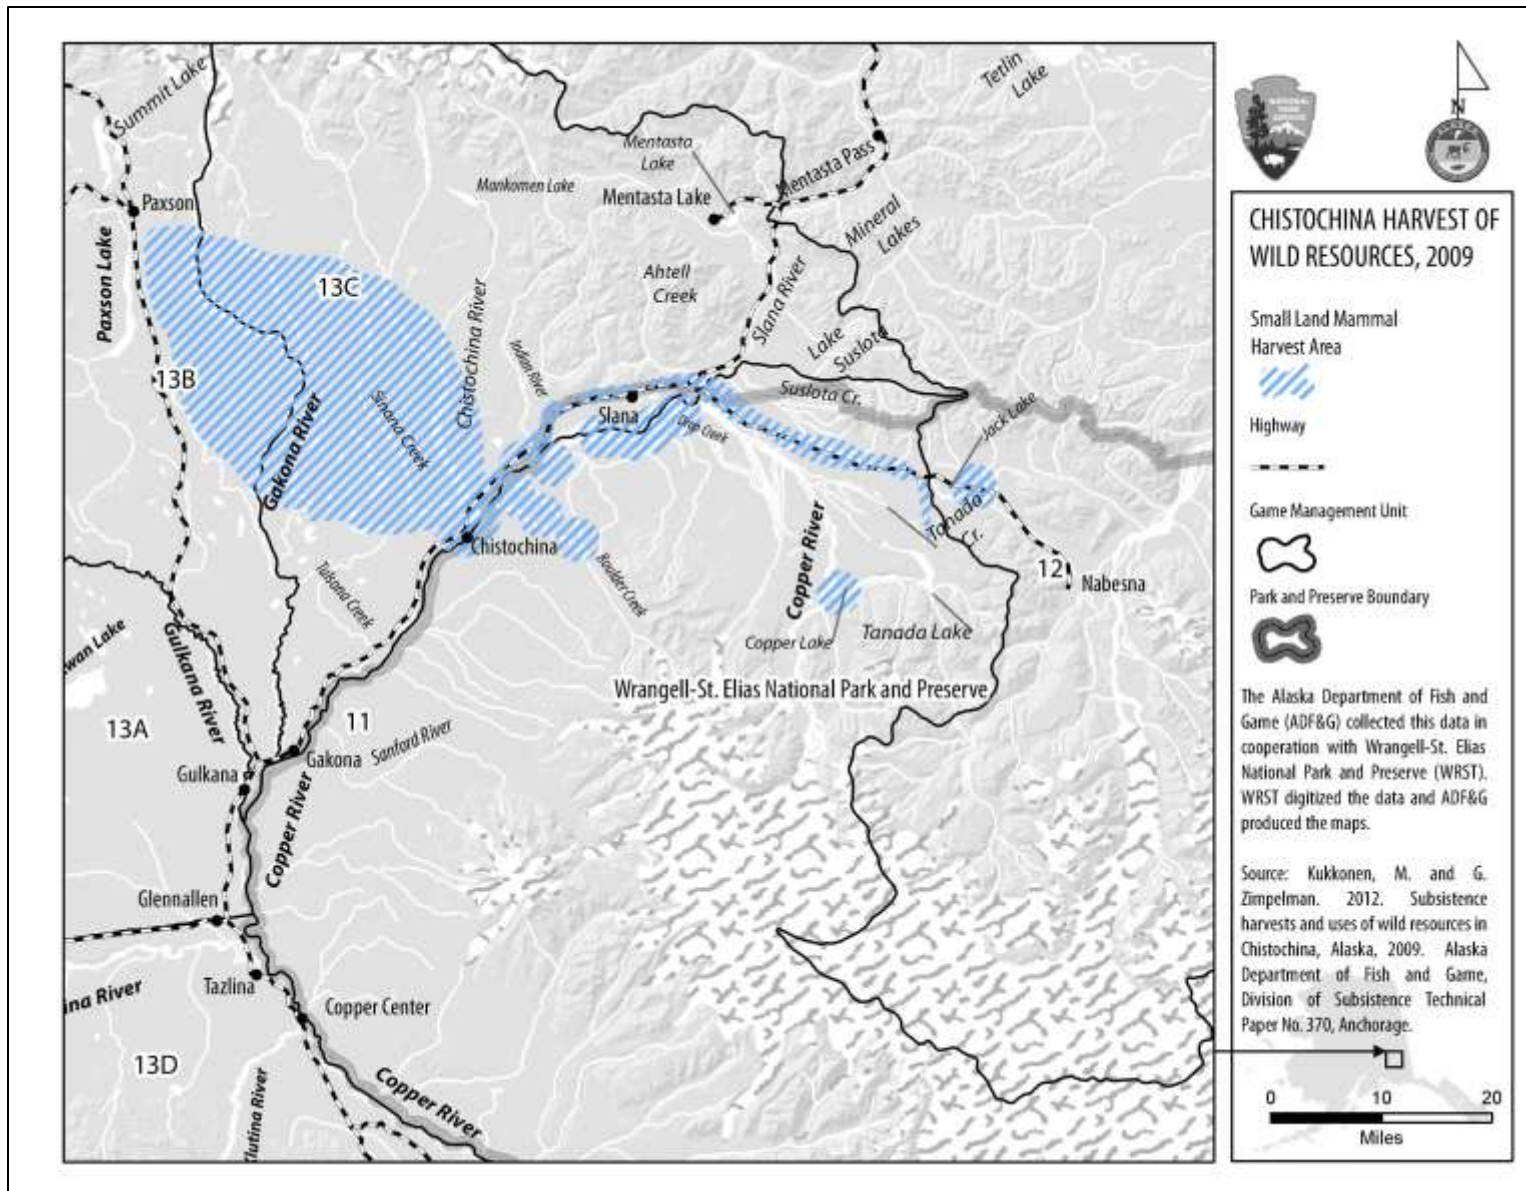 Summit Lake
Tetlin
Lake
Mentasta
Lake
Mentasta Pass
Mankomen Lake
Mentasta Lake
Paxson
Mineral
Lakes
Paxson Lake
13C
Ahtell
Creek
Slana River
Chistochina River
Lake
Suslota
Indian River
13B
Suslota Cr.
Sinona Creek
Slana
Drop Creek
Jack Lake
Gakona River
Tanada
Cr.
Copper River
Chistochina
Boulder Creek
12
Nabesna
Tulsona Creek
Copper Lake
Tanada Lake
wan Lake
Gulkana River
Wrangell-St. Elias National Park and Preserve
13A
11
Sanford River
Gakona
Gulkana
Copper River
Glennallen
Tazlina
ina River
Copper Center
13D
Copper River
Klutina River
N
CHISTOCHINA HARVEST OF
WILD RESOURCES, 2009
Small Land Mammal
Harvest Area
Highway
Game Management Unit
Park and Preserve Boundary
The Alaska Department of Fish and
Game (ADF&G) collected this data in
cooperation with Wrangell-St. Elias
National Park and Preserve (WRST).
WRST digitized the data and ADF&G
produced the maps.
Source: Kukkonen, M. and G.
Zimpelman. 2012. Subsistence
harvests and uses of wild resources in
Chistochina, Alaska, 2009. Alaska
Department of Fish and Game,
Division of Subsistence Technical
Paper No. 370, Anchorage.
0 10 20
Miles